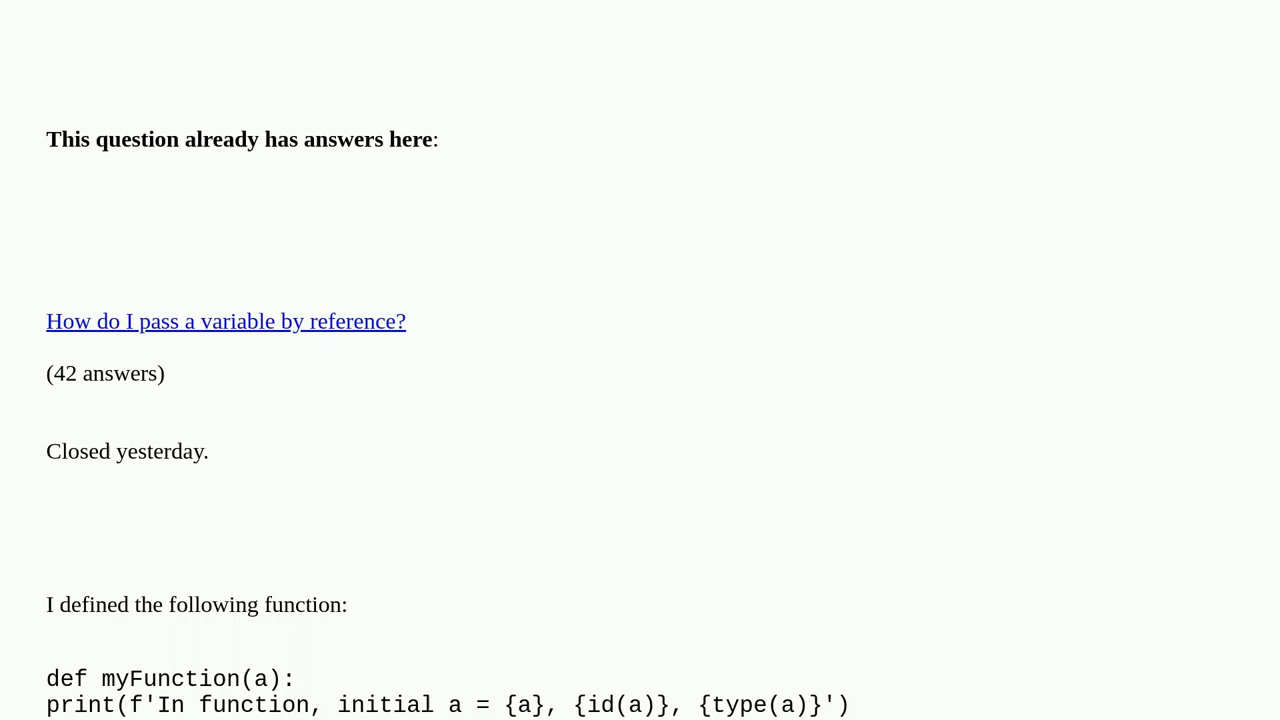 This question already has answers here:
How do I pass a variable by reference?
(42 answers)
Closed yesterday.
I defined the following function:
def myFunction(a):
print(f'In function, initial a = {a}, {id(a)}, {type(a)}')